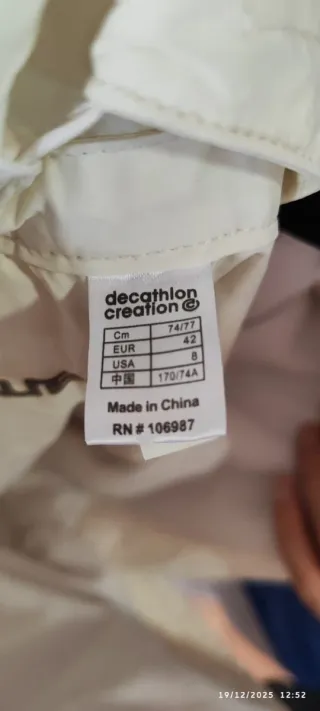 decathlon
creation ©
Cm 74/77
EUR 42
USA 8
中国 170/74A
Made in China
RN # 106987
19/12/2025 12:52